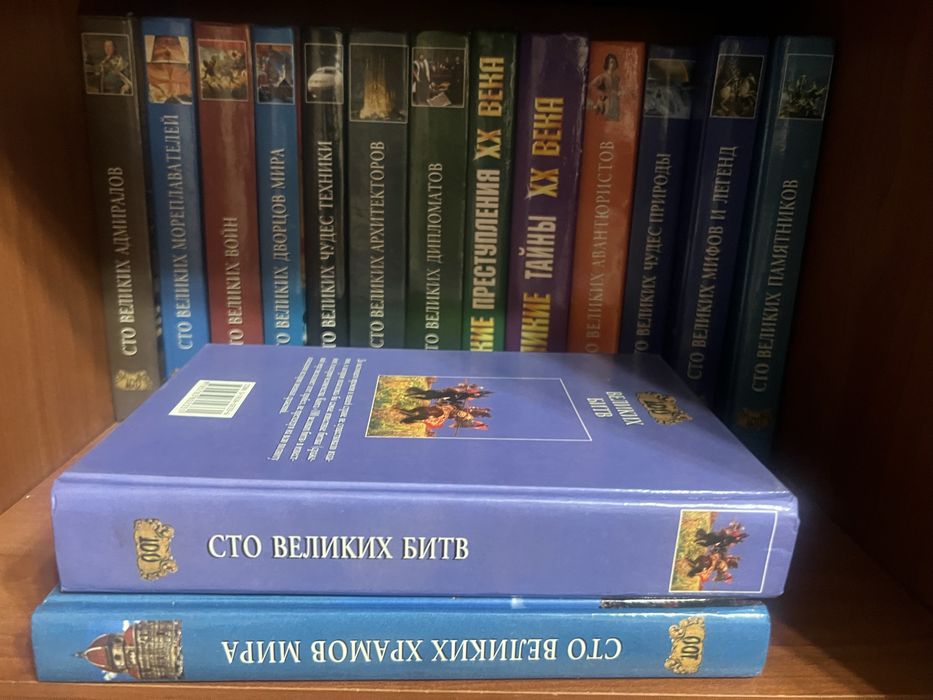 СТО ВЕЛИКИХ АДМИРАЛОВ
СТО ВЕЛИКИХ МОРЕПЛАВАТЕЛЕЙ
СТО ВЕЛИКИХ ВОЙН
СТО ВЕЛИКИХ ДВОРЦОВ МИРА
СТО ВЕЛИКИХ ЧУДЕС ТЕХНИКИ
СТО ВЕЛИКИХ АРХИТЕКТОРОВ
СТО ВЕЛИКИХ ДИПЛОМАТОВ
ПРЕСТУПЛЕНИЯ XX ВЕКА
ТАЙНЫ XX ВЕКА
СТО ВЕЛИКИХ АВАНТЮРИСТОВ
СТО ВЕЛИКИХ ЧУДЕС ПРИРОДЫ
СТО ВЕЛИКИХ МИФОВ И ЛЕГЕНД
СТО ВЕЛИКИХ ПАМЯТНИКОВ
100
ВЕЛИКИХ
БИТВ
100
СТО ВЕЛИКИХ БИТВ
СТО ВЕЛИКИХ ХРАМОВ МИРА
100